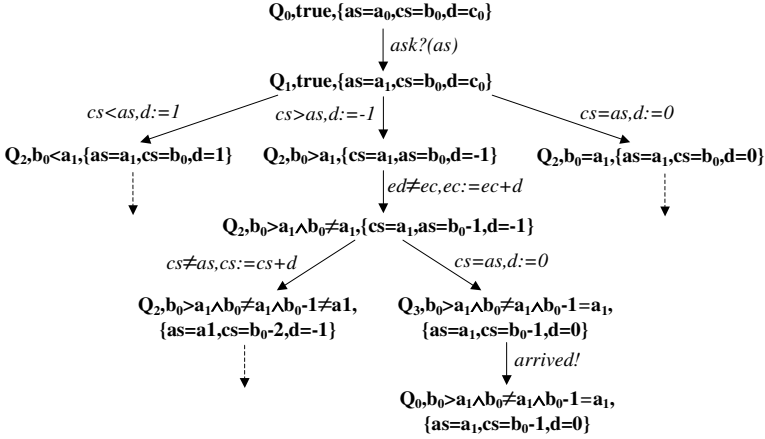 Q₀,true,{as=a₀,cs=b₀,d=c₀}
ask?(as)
Q₁,true,{as=a₁,cs=b₀,d=c₀}
cs<as,d:=1
cs>as,d:=-1
cs=as,d:=0
Q₂,b₀<a₁,{as=a₁,cs=b₀,d=1}
Q₂,b₀>a₁,{cs=a₁,as=b₀,d=-1}
Q₂,b₀=a₁,{as=a₁,cs=b₀,d=0}
ed≠ec,ec:=ec+d
Q₂,b₀>a₁∧b₀≠a₁,{cs=a₁,as=b₀-1,d=-1}
cs≠as,cs:=cs+d
cs=as,d:=0
Q₂,b₀>a₁∧b₀≠a₁∧b₀-1≠a1,
{as=a1,cs=b₀-2,d=-1}
Q₃,b₀>a₁∧b₀≠a₁∧b₀-1=a₁,
{as=a₁,cs=b₀-1,d=0}
arrived!
Q₀,b₀>a₁∧b₀≠a₁∧b₀-1=a₁,
{as=a₁,cs=b₀-1,d=0}